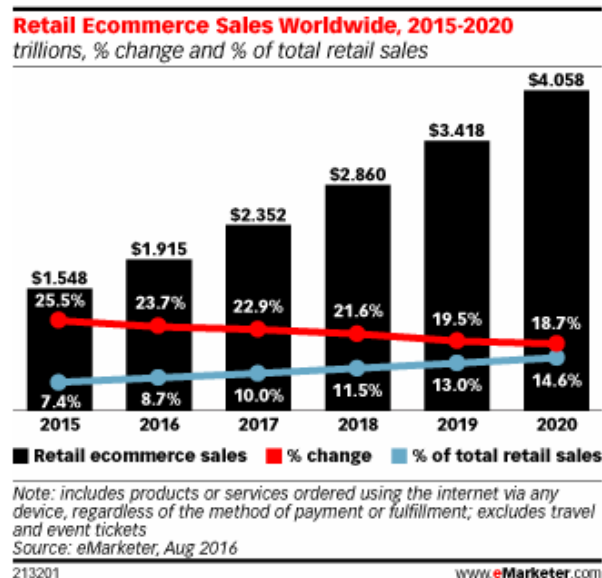 Retail Ecommerce Sales Worldwide, 2015-2020
trillions, % change and % of total retail sales
$4.058
$3.418
$2.860
$2.352
$1.915
$1.548
25.5% 23.7% 22.9% 21.6% 19.5% 18.7%
7.4% 8.7% 10.0% 11.5% 13.0% 14.6%
2015 2016 2017 2018 2019 2020
Retail ecommerce sales % change % of total retail sales
Note: includes products or services ordered using the internet via any
device, regardless of the method of payment or fulfillment; excludes travel
and event tickets
Source: eMarketer, Aug 2016
213201 www.eMarketer.com